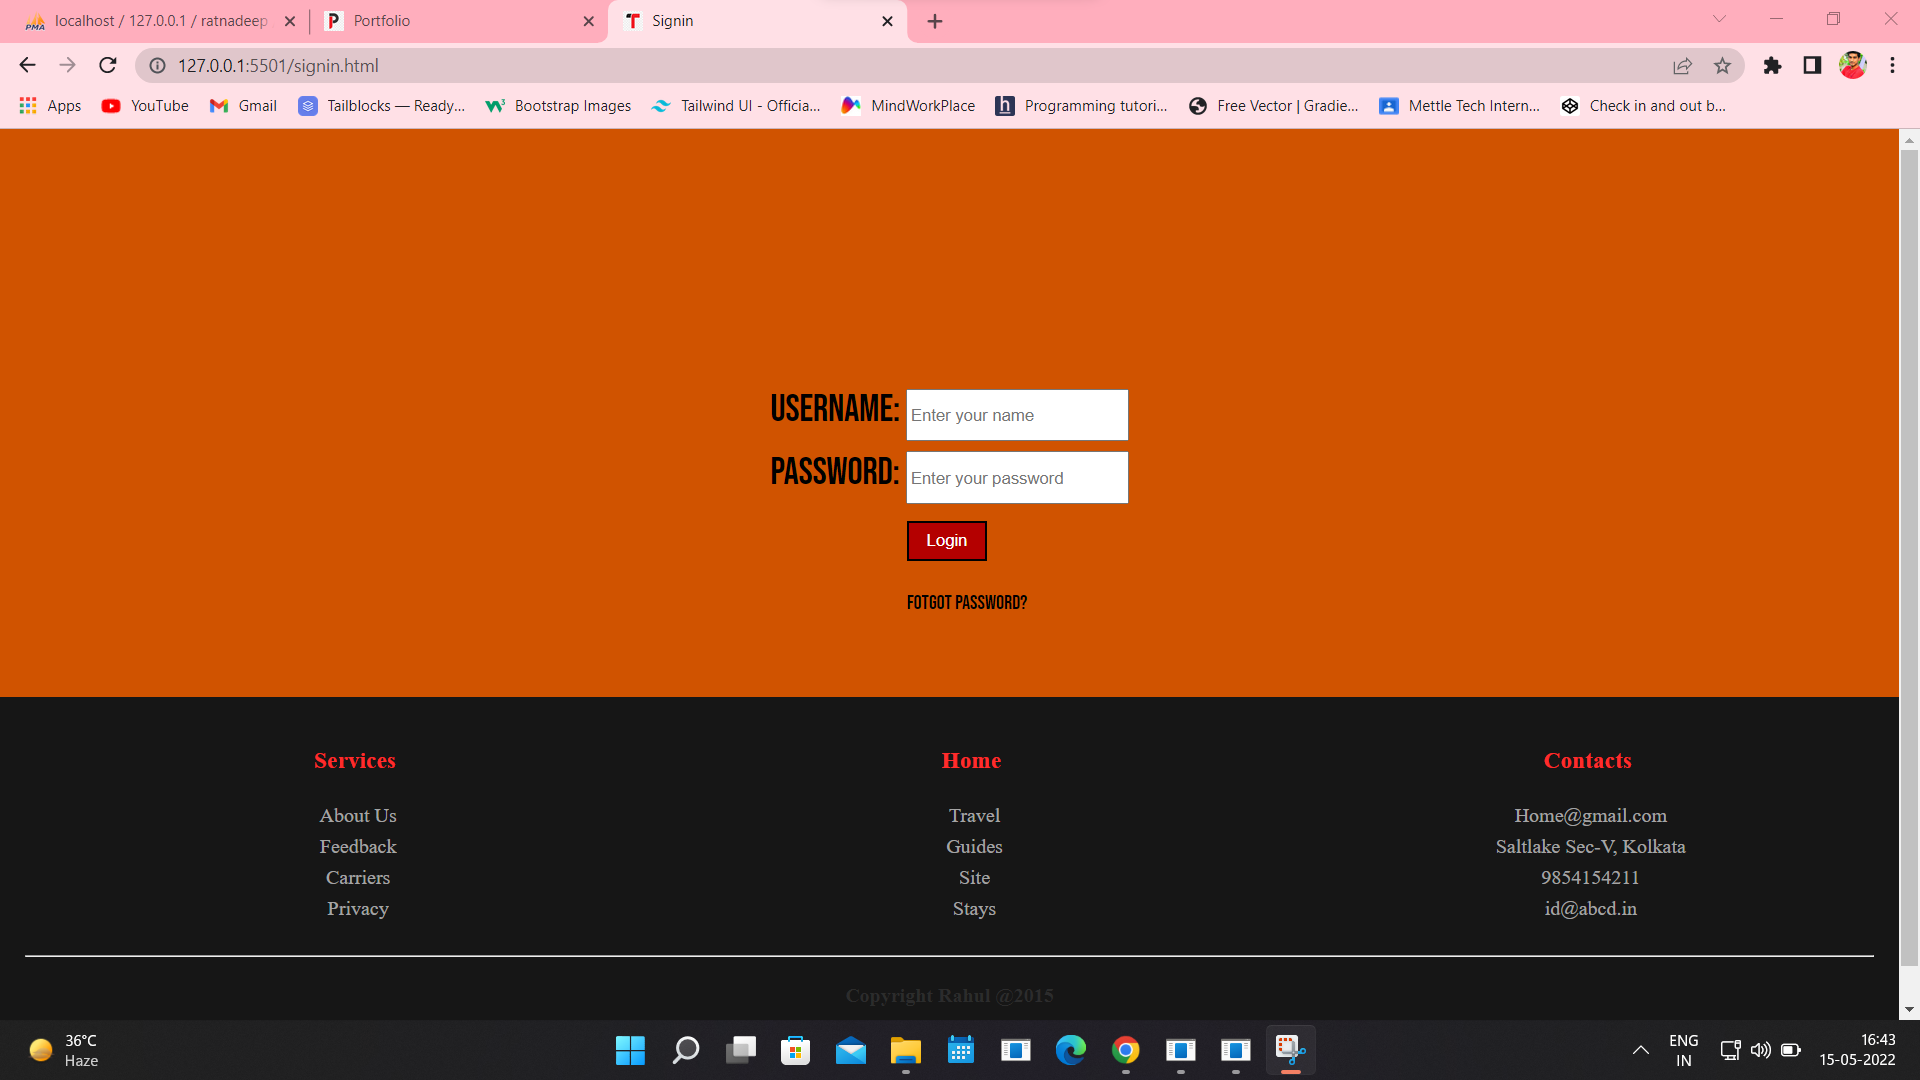 localhost / 127.0.0.1 / ratnadeep
Portfolio
Signin
127.0.0.1:5501/signin.html
Apps
YouTube
Gmail
Tailblocks — Ready...
Bootstrap Images
Tailwind UI - Officia...
MindWorkPlace
Programming tutori...
Free Vector | Gradie...
Mettle Tech Intern...
Check in and out b...
USERNAME:
Enter your name
PASSWORD:
Enter your password
Login
FOTGOT PASSWORD?
Services
Home
Contacts
About Us
Travel
Home@gmail.com
Feedback
Guides
Saltlake Sec-V, Kolkata
Carriers
Site
9854154211
Privacy
Stays
id@abcd.in
Copyright Rahul @2015
36°C
Haze
ENG
IN
16:43
15-05-2022